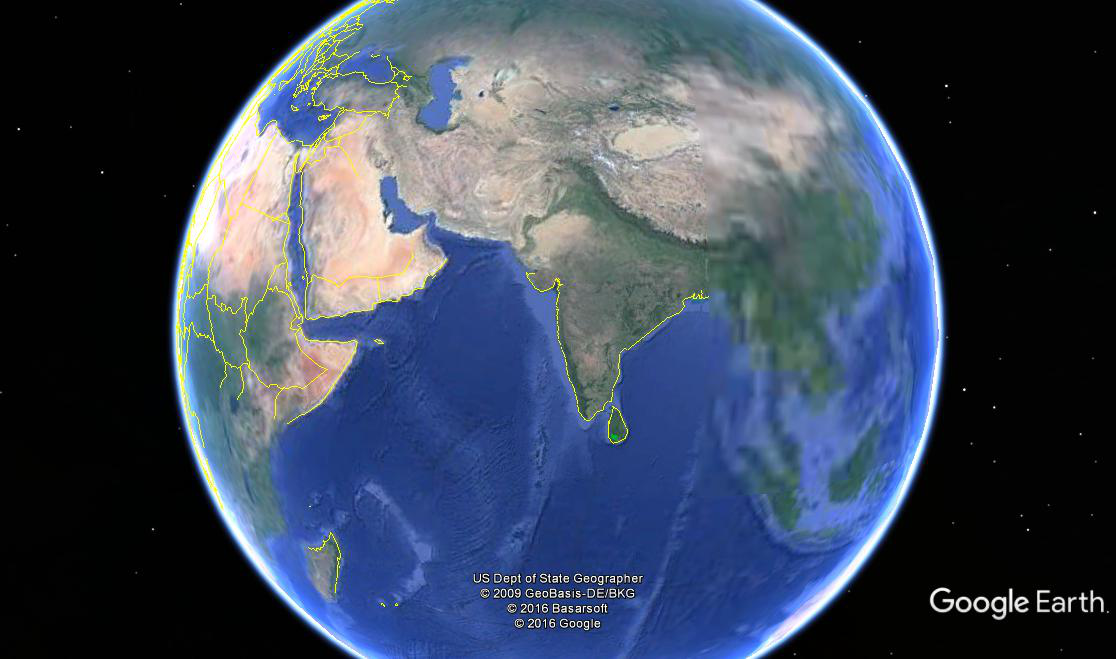 US Dept of State Geographer
© 2009 GeoBasis-DE/BKG
© 2016 Basarsoft
© 2016 Google
Google Earth